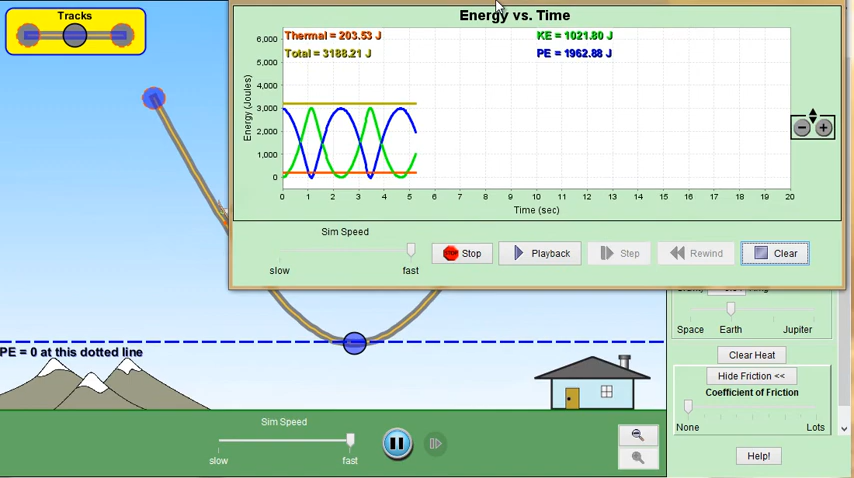 Tracks
Energy vs. Time
Thermal = 203.53 J
KE = 1021.80 J
Total = 3188.21 J
PE = 1962.88 J
Energy (Joules)
6,000
5,000
4,000
3,000
2,000
1,000
0
0 1 2 3 4 5 6 7 8 9 10 11 12 13 14 15 16 17 18 19 20
Time (sec)
Sim Speed
slow fast
STOP Stop
Playback
Step
Rewind
Clear
Space Earth Jupiter
Clear Heat
Hide Friction <<
Coefficient of Friction
None Lots
Help!
PE = 0 at this dotted line
Sim Speed
slow fast